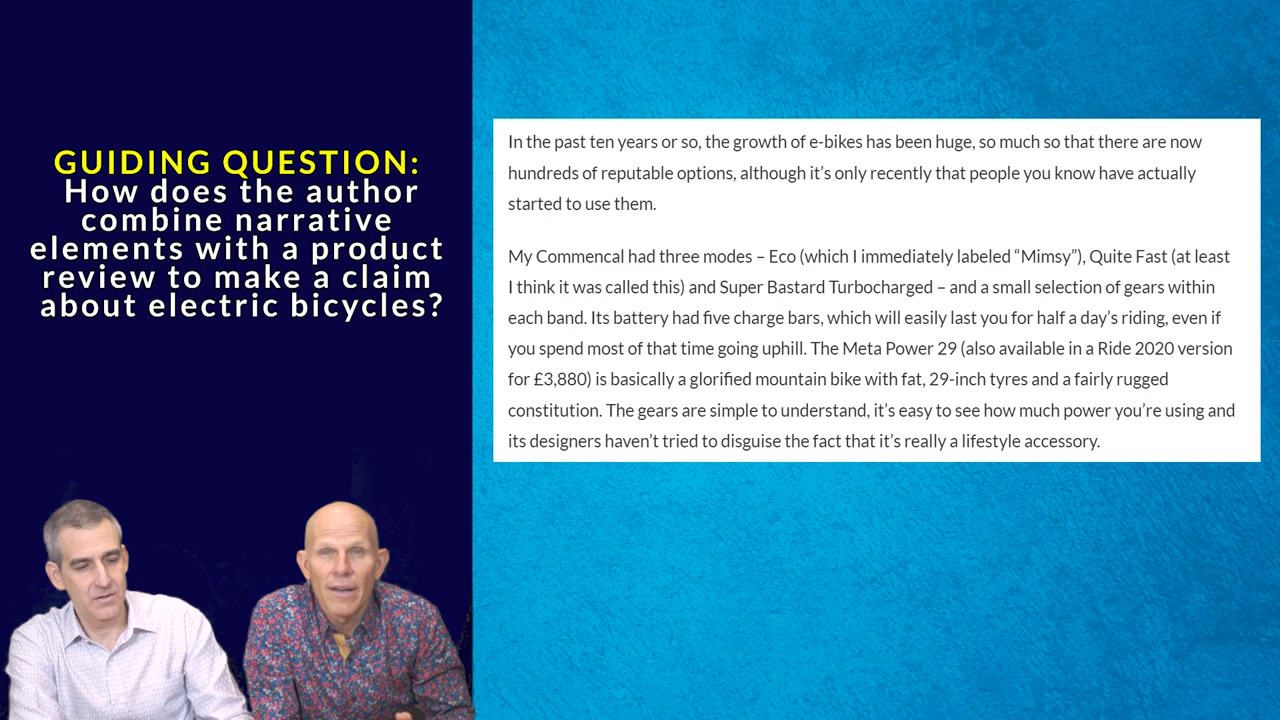 GUIDING QUESTION:
How does the author
combine narrative
elements with a product
review to make a claim
about electric bicycles?
In the past ten years or so, the growth of e-bikes has been huge, so much so that there are now
hundreds of reputable options, although it’s only recently that people you know have actually
started to use them.
My Commencal had three modes – Eco (which I immediately labeled “Mimsy”), Quite Fast (at least
I think it was called this) and Super Bastard Turbocharged – and a small selection of gears within
each band. Its battery had five charge bars, which will easily last you for half a day’s riding, even if
you spend most of that time going uphill. The Meta Power 29 (also available in a Ride 2020 version
for £3,880) is basically a glorified mountain bike with fat, 29-inch tyres and a fairly rugged
constitution. The gears are simple to understand, it’s easy to see how much power you’re using and
its designers haven’t tried to disguise the fact that it’s really a lifestyle accessory.